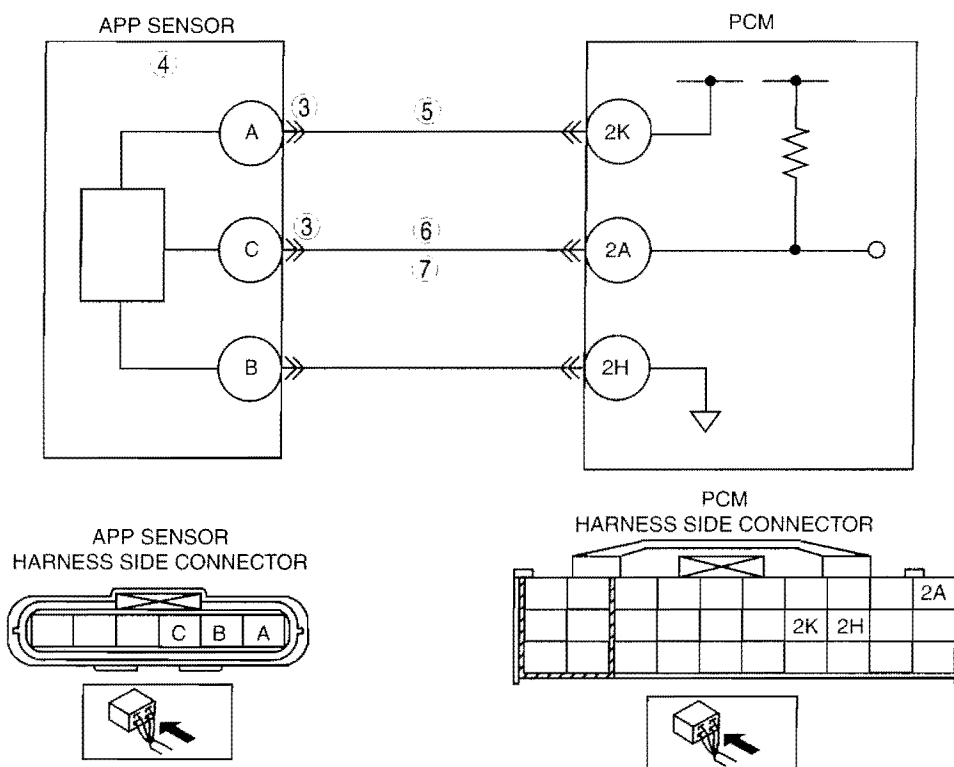 APP SENSOR
PCM
4
A
3
5
2K
C
3
6
7
2A
B
2H
APP SENSOR
HARNESS SIDE CONNECTOR
C B A
PCM
HARNESS SIDE CONNECTOR
2A
2K 2H